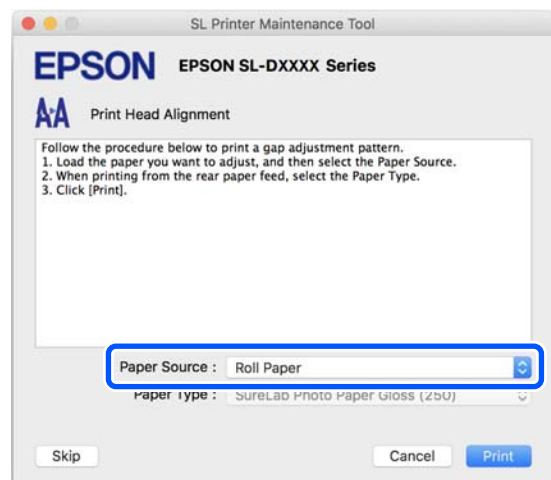 SL Printer Maintenance Tool
EPSON EPSON SL-DXXXX Series
A A Print Head Alignment
Follow the procedure below to print a gap adjustment pattern.
1. Load the paper you want to adjust, and then select the Paper Source.
2. When printing from the rear paper feed, select the Paper Type.
3. Click [Print].
Paper Source : Roll Paper
Paper Type : SureLab Photo Paper Gloss (250)
Skip Cancel Print